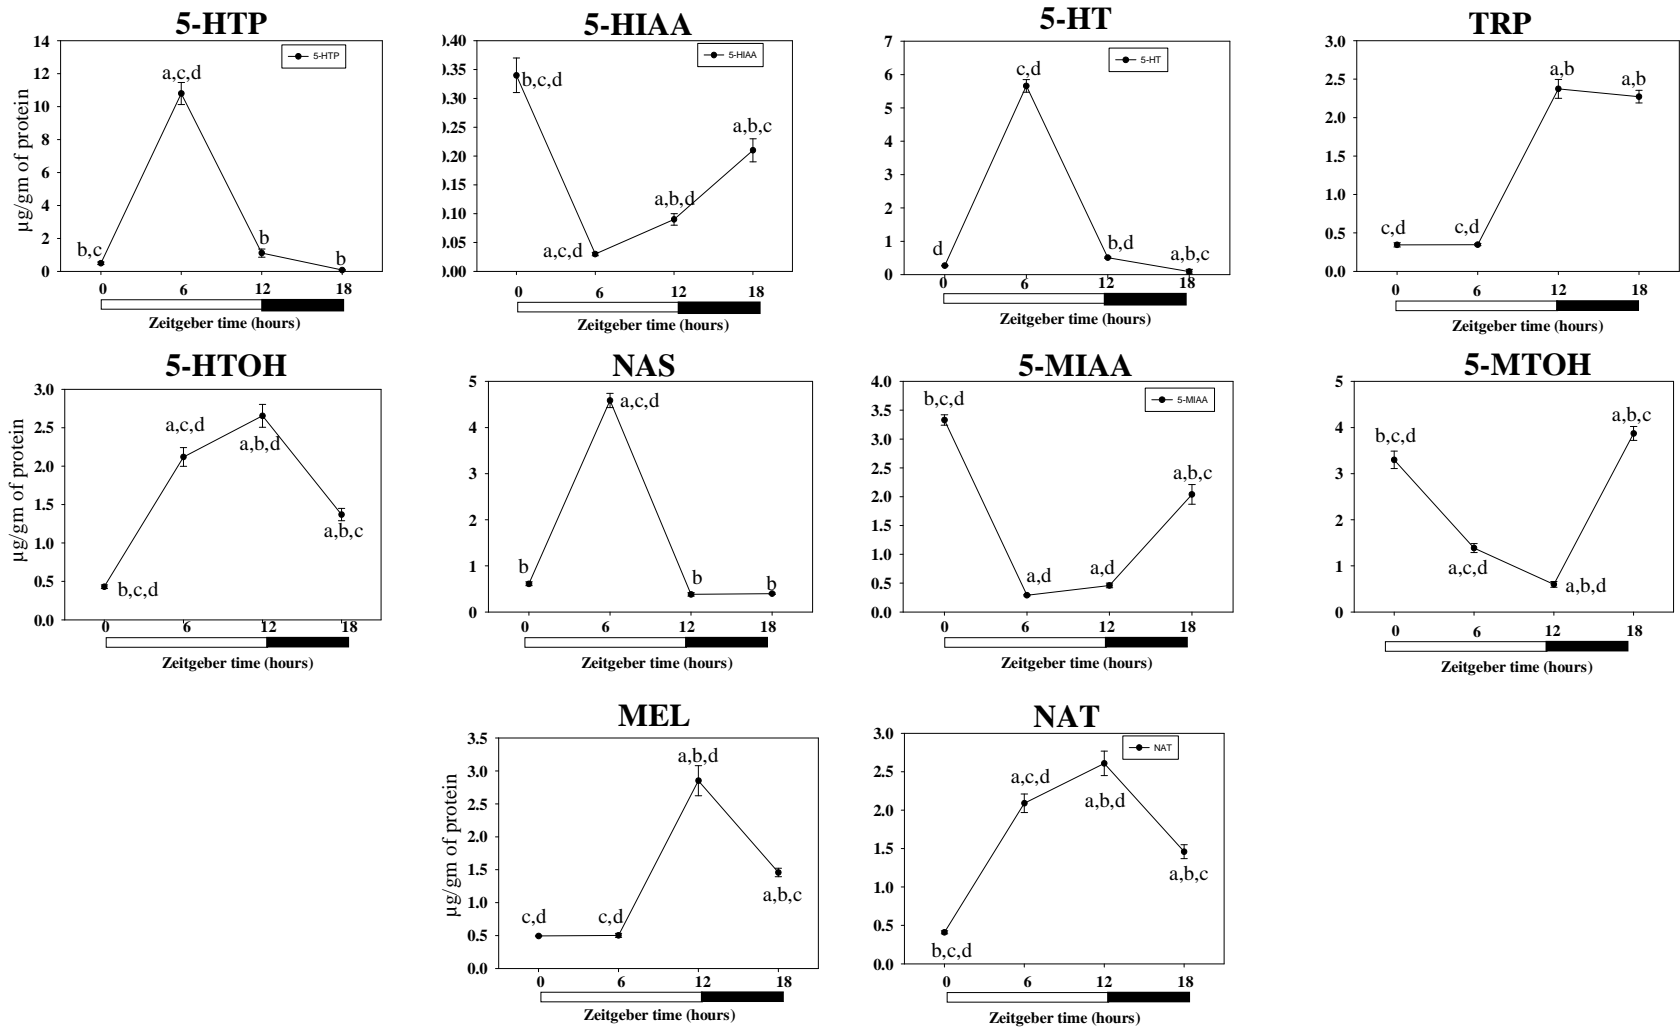 5-HTP
5-HIAA
5-HT
TRP
µg/gm of protein
14
12
10
8
6
4
2
0
5-HTP
b,c
a,c,d
b
b
0
6
12
18
Zeitgeber time (hours)
).40
).35
).30
).25
).20
).15
).10
).05
).00
5-HIAA
b,c,d
a,c,d
a,b,d
a,b,c
0
6
12
18
Zeitgeber time (hours)
7
6
5
4
3
2
1
0
5-HT
d
c,d
b,d
a,b,c
0
6
12
18
Zeitgeber time (hours)
3.0
2.5
2.0
1.5
1.0
0.5
0.0
c,d
c,d
a,b
a,b
0
6
12
18
Zeitgeber time (hours)
5-HTOH
NAS
5-MIAA
5-MTOH
µg/gm of protein
3.0
2.5
2.0
1.5
1.0
0.5
0.0
b,c,d
a,c,d
a,b,d
a,b,c
0
6
12
18
Zeitgeber time (hours)
5
4
3
2
1
0
b
a,c,d
b
b
0
6
12
18
Zeitgeber time (hours)
4.0
3.5
3.0
2.5
2.0
1.5
1.0
0.5
0.0
5-MIAA
b,c,d
a,d
a,d
a,b,c
0
6
12
18
Zeitgeber time (hours)
5
4
3
2
1
0
b,c,d
a,c,d
a,b,d
a,b,c
0
6
12
18
Zeitgeber time (hours)
MEL
NAT
µg/gm of protein
3.5
3.0
2.5
2.0
1.5
1.0
0.5
0.0
c,d
c,d
a,b,d
a,b,c
0
6
12
18
Zeitgeber time (hours)
3.0
2.5
2.0
1.5
1.0
0.5
0.0
NAT
b,c,d
a,c,d
a,b,d
a,b,c
0
6
12
18
Zeitgeber time (hours)